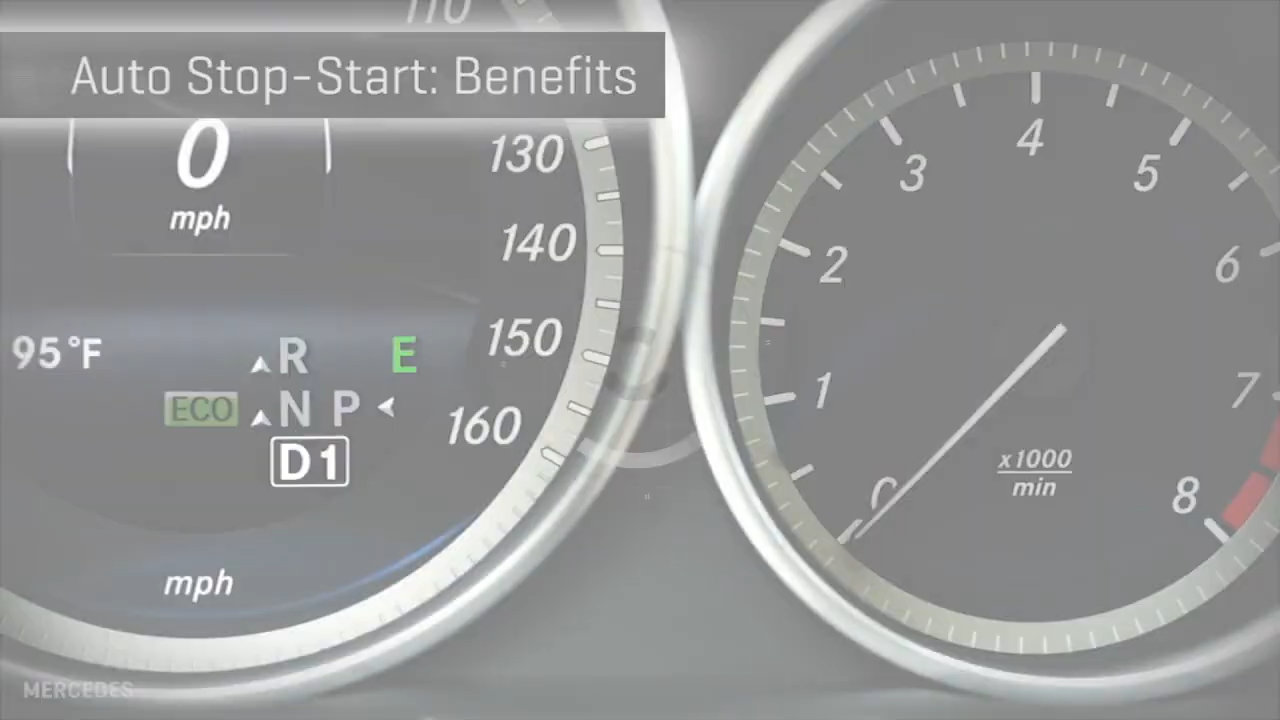 110
Auto Stop-Start: Benefits
0
mph
130
140
150
160
95°F
R
E
ECO
N P
D1
mph
0
1
2
3
4
5
6
7
8
x1000
min
MERCEDES